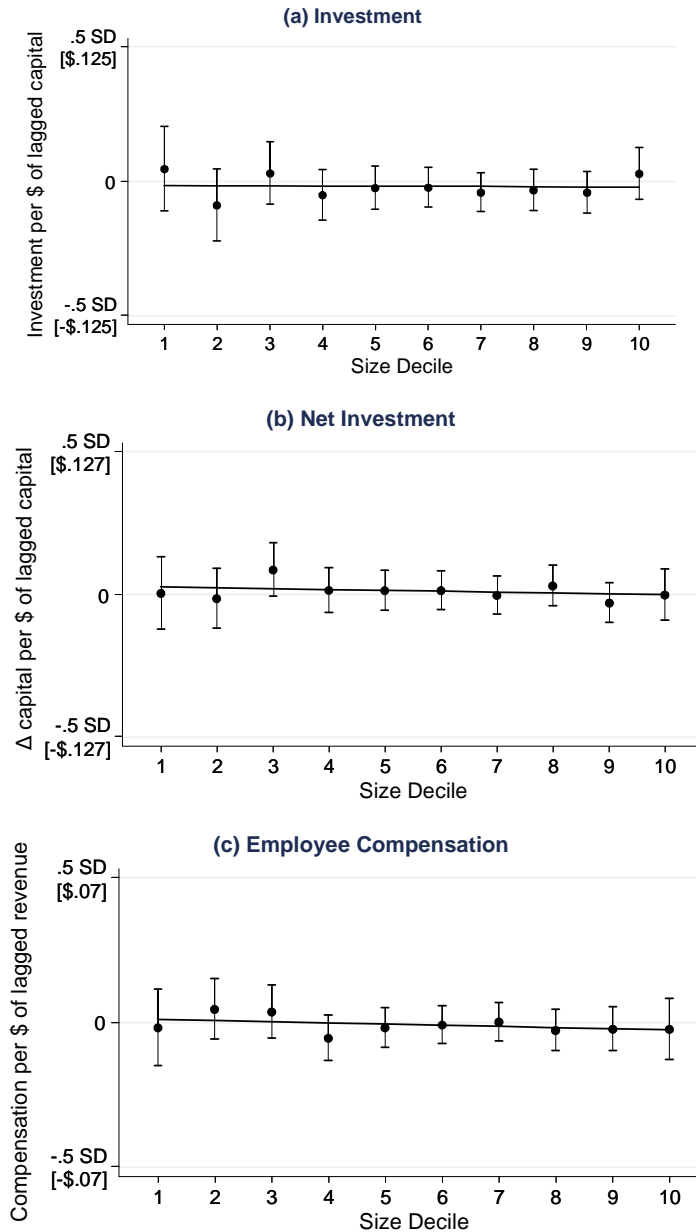 (a) Investment
.5 SD
[$.125]
0
-.5 SD
[-$.125]
Investment per $ of lagged capital
1 2 3 4 5 6 7 8 9 10
Size Decile
(b) Net Investment
.5 SD
[$.127]
0
-.5 SD
[-$.127]
Δ capital per $ of lagged capital
1 2 3 4 5 6 7 8 9 10
Size Decile
(c) Employee Compensation
.5 SD
[$.07]
0
-.5 SD
[-$.07]
Compensation per $ of lagged revenue
1 2 3 4 5 6 7 8 9 10
Size Decile